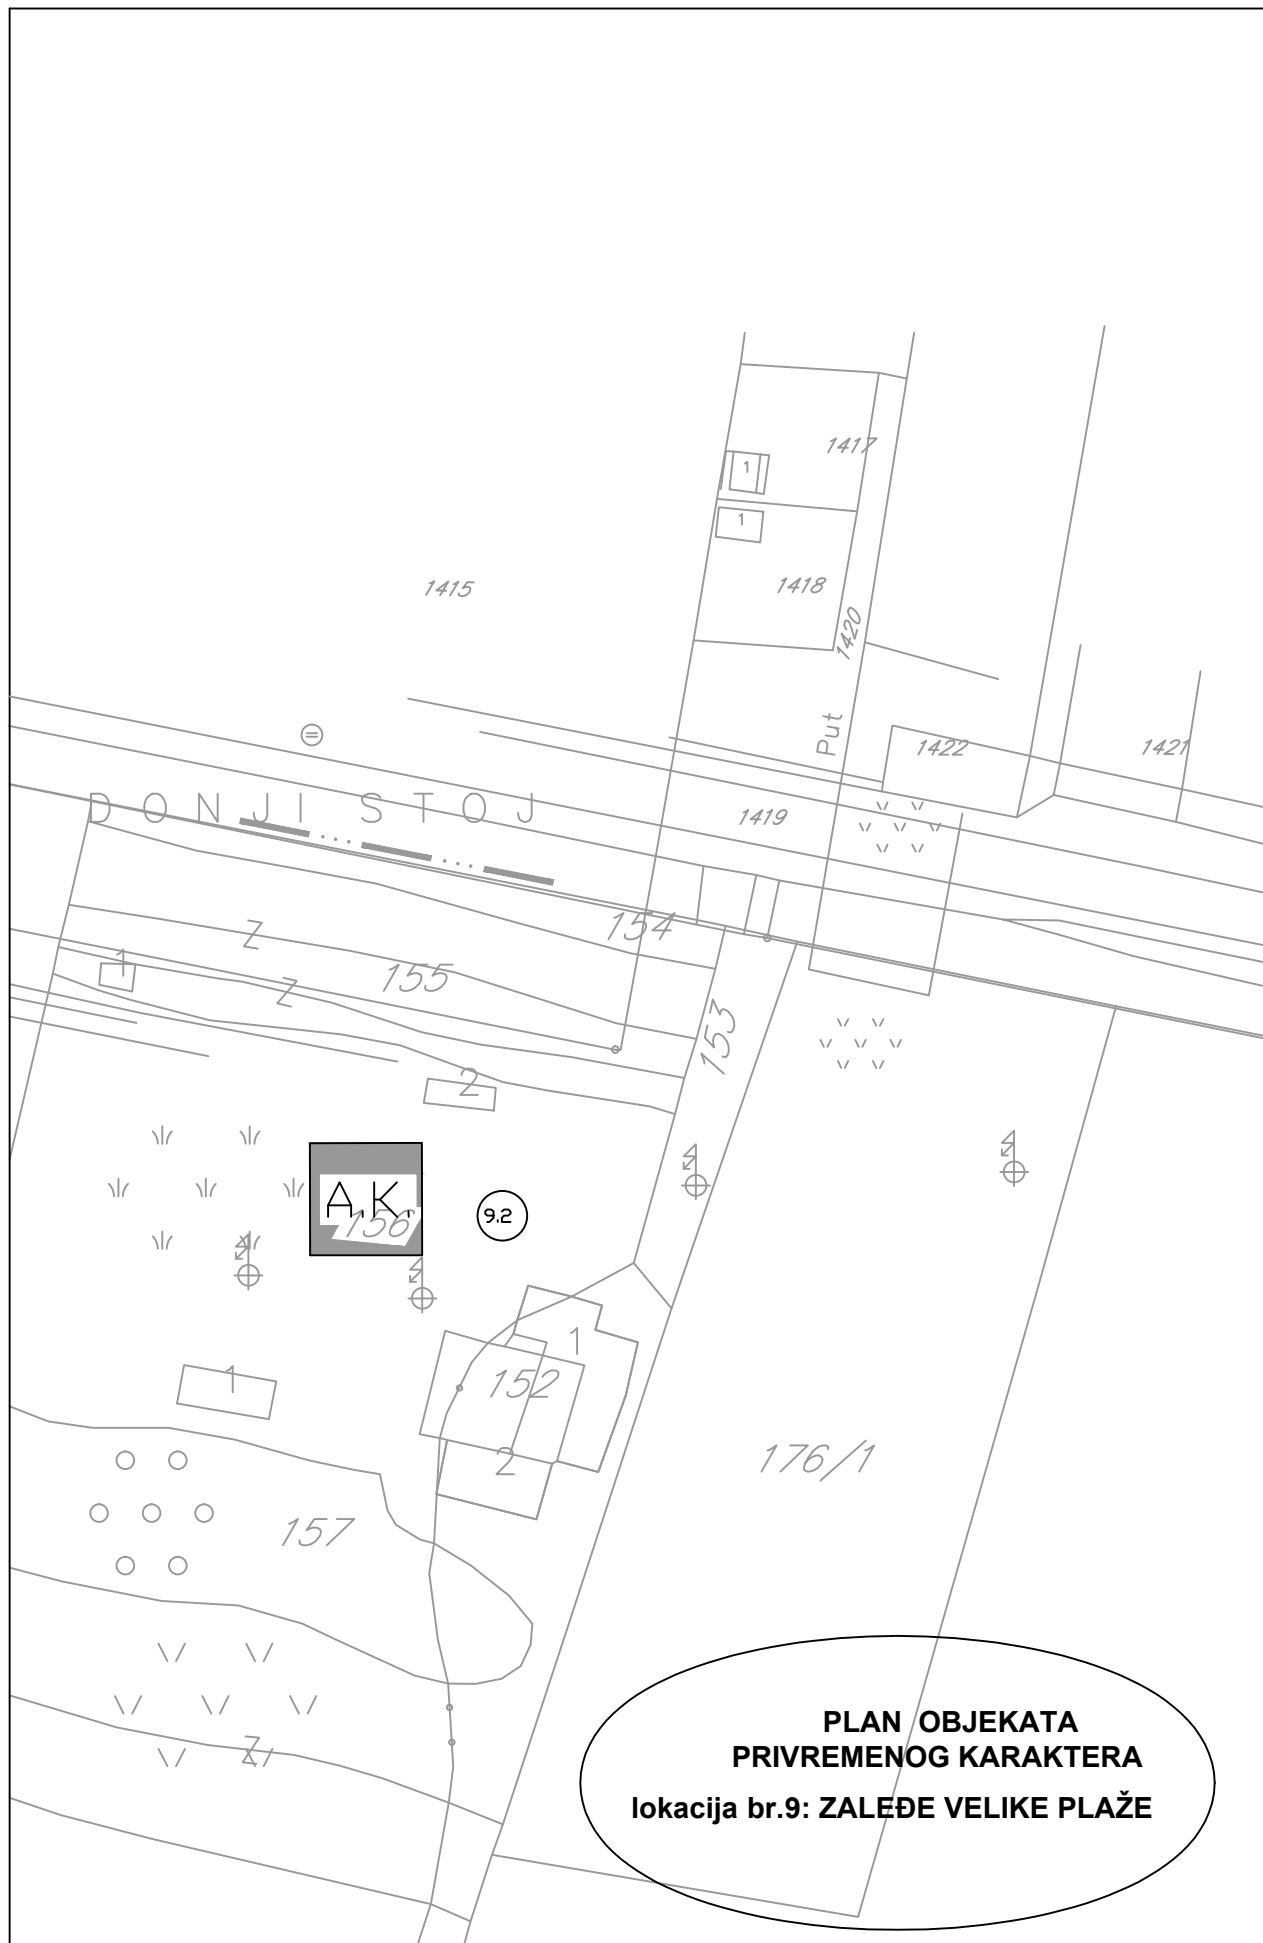 1417
1
1
1415
1418
1420
Put
1422
1421
DONJI STOJ
1419
154
Z
1
155
Z
153
2
A.K.
156
9.2
1
1
152
2
176/1
157
Z
PLAN OBJEKATA
PRIVREMENOG KARAKTERA
lokacija br.9: ZALEĐE VELIKE PLAŽE